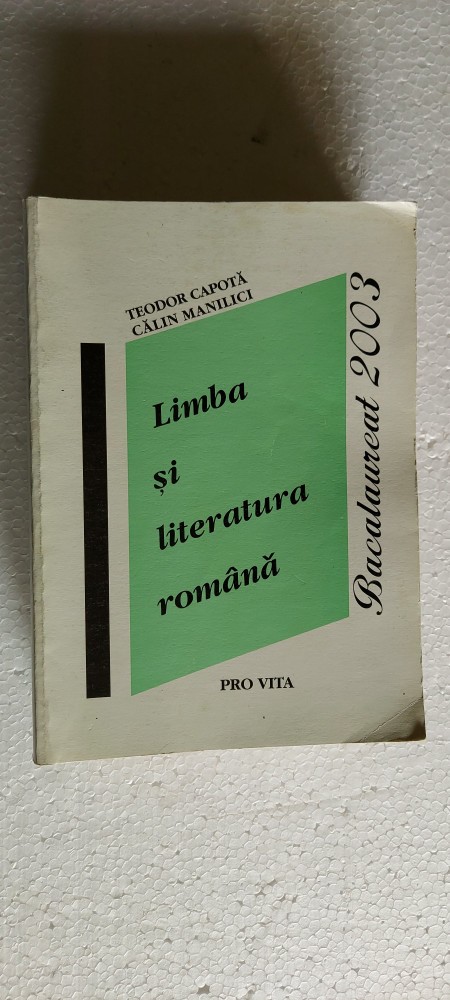 TEODOR CAPOTĂ
CĂLIN MANILICI
Limba
și
literatura
română
Bacalaureat 2003
PRO VITA